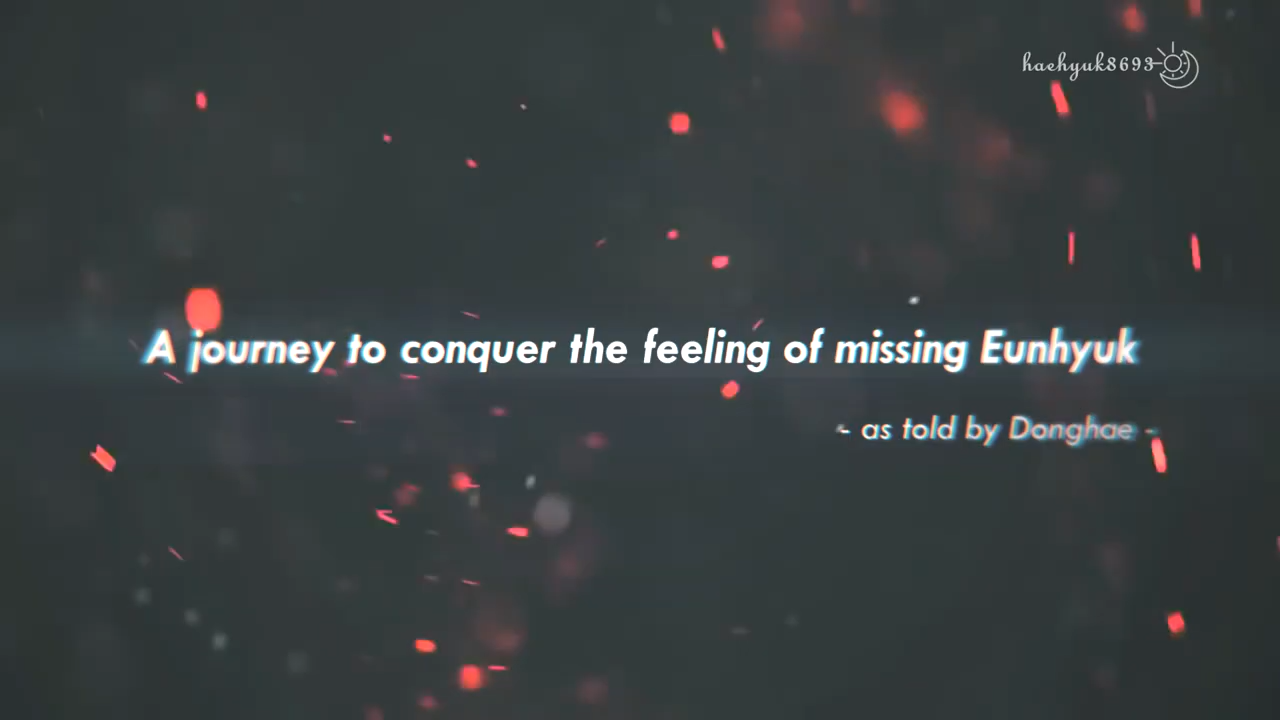 haehyuk8693
A journey to conquer the feeling of missing Eunhyuk
- as told by Donghae -